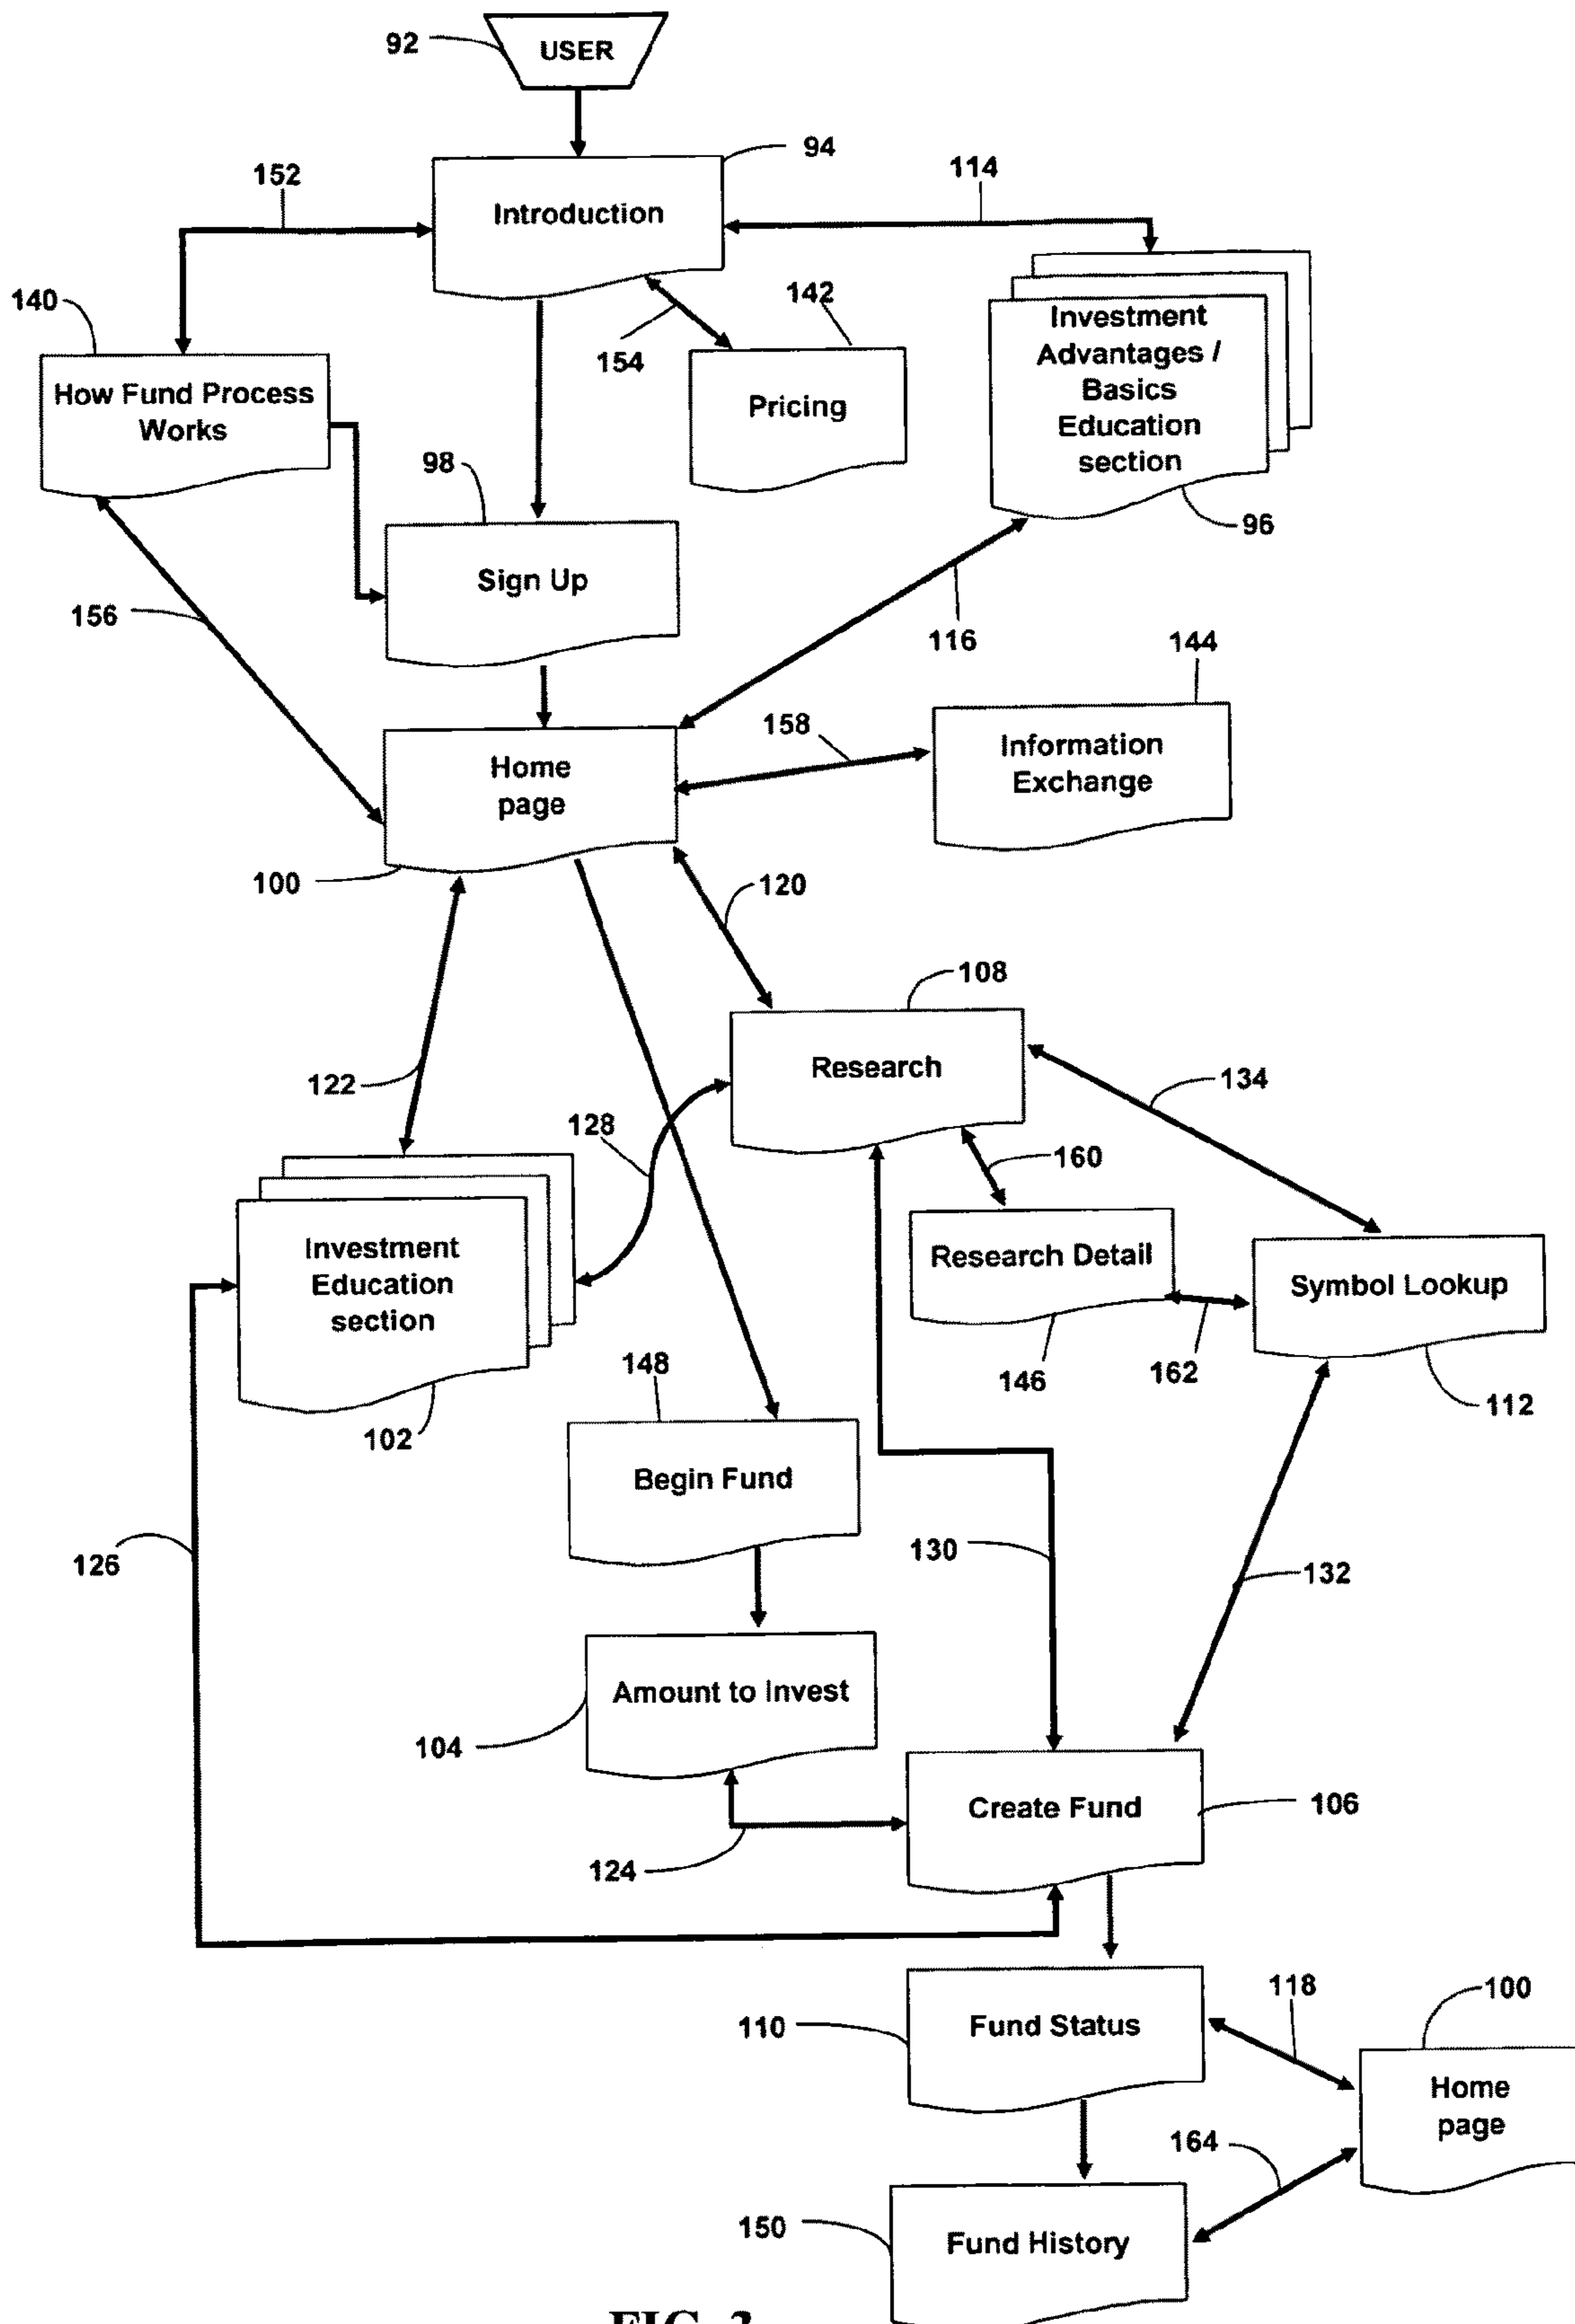 92
USER
94
152
114
Introduction
140
142
154
Investment
Advantages /
Basics
Education
section
How Fund Process
Works
Pricing
98
96
Sign Up
156
116
144
158
Information
Exchange
Home
page
100
120
108
Research
122
134
128
160
Investment
Education
section
Research Detail
Symbol Lookup
148
146
162
112
102
Begin Fund
126
130
132
Amount to Invest
104
Create Fund
106
124
118
100
110
Fund Status
Home
page
164
150
Fund History
FIG. 3